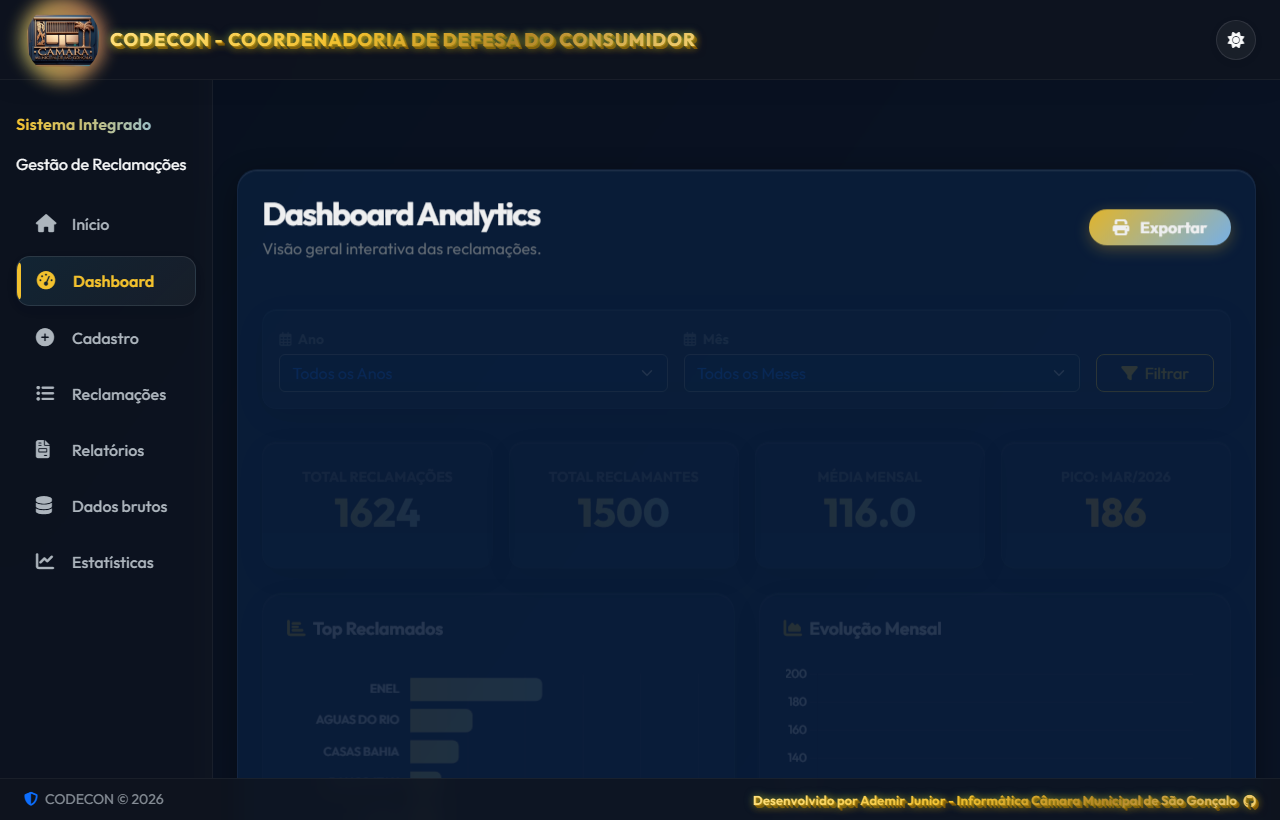 CAMARA
CODECON - COORDENADORIA DE DEFESA DO CONSUMIDOR
Sistema Integrado
Gestão de Reclamações
Início
Dashboard
Cadastro
Reclamações
Relatórios
Dados brutos
Estatísticas
Dashboard Analytics
Visão geral interativa das reclamações.
Exportar
Ano
Mês
Todos os Anos
Todos os Meses
Filtrar
TOTAL RECLAMAÇÕES
1624
TOTAL RECLAMANTES
1500
MÉDIA MENSAL
116.0
PICO: MAR/2026
186
Top Reclamados
ENEL
AGUAS DO RIO
CASAS BAHIA
Evolução Mensal
200
180
160
140
CODECON © 2026
Desenvolvido por Ademir Junior - Informática Câmara Municipal de São Gonçalo